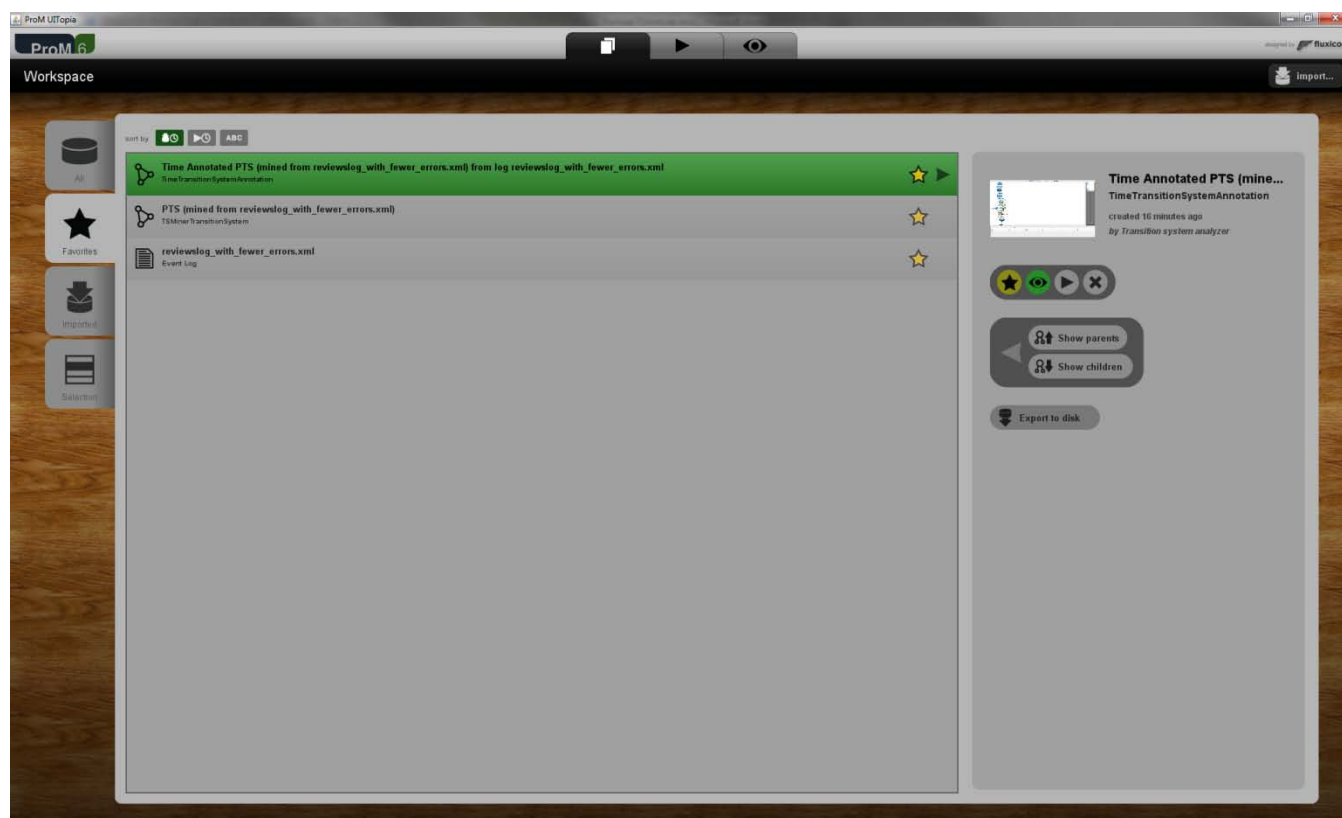 ProM UITopia
ProM 6
designed by fluxicon
Workspace
import...
All
Favorites
Imported
Selection
sort by
ABC
Time Annotated PTS (mined from reviewslog_with_fewer_errors.xml) from log reviewslog_with_fewer_errors.xml
TimeTransitionSystemAnnotation
PTS (mined from reviewslog_with_fewer_errors.xml)
TSMinerTransitionSystem
reviewslog_with_fewer_errors.xml
Event Log
Time Annotated PTS (mine...
TimeTransitionSystemAnnotation
created 16 minutes ago
by Transition system analyzer
Show parents
Show children
Export to disk